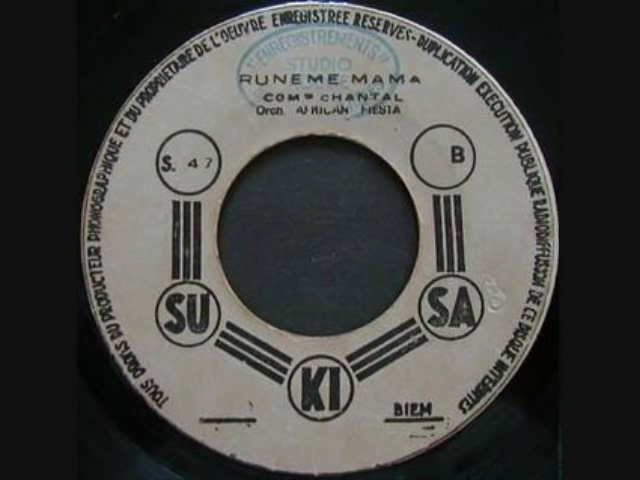 TOUS DROITS DU PRODUCTEUR PHONOGRAPHIQUE ET DU PROPRIETAIRE DE L'OEUVRE ENREGISTREE RESERVES - DUPLICATION EXECUTION PUBLIQUE RADIODIFFUSION DE CE DISQUE INTERDITES
"ENREGISTREMENTS"
STUDIO
RUNEME MAMA
COM⁰ CHANTAL
Orch. AFRICAN FIESTA
S. 47
B
SU
KI
SA
BIEM